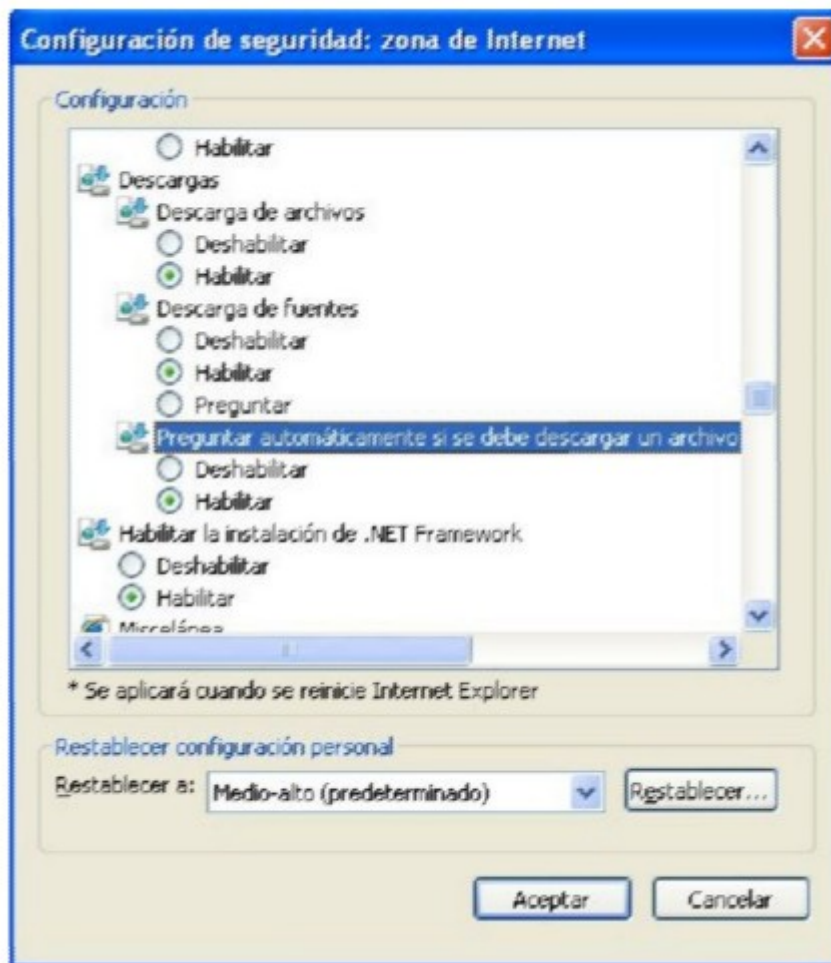 Configuración de seguridad: zona de Internet
Configuración
Habilitar
Descargas
Descarga de archivos
Deshabilitar
Habilitar
Descarga de fuentes
Deshabilitar
Habilitar
Preguntar
Preguntar automáticamente si se debe descargar un archivo
Deshabilitar
Habilitar
Habilitar la instalación de .NET Framework
Deshabilitar
Habilitar
Miscelánea
* Se aplicará cuando se reinicie Internet Explorer
Restablecer configuración personal
Restablecer a: Medio-alto (predeterminado) Restablecer...
Aceptar Cancelar